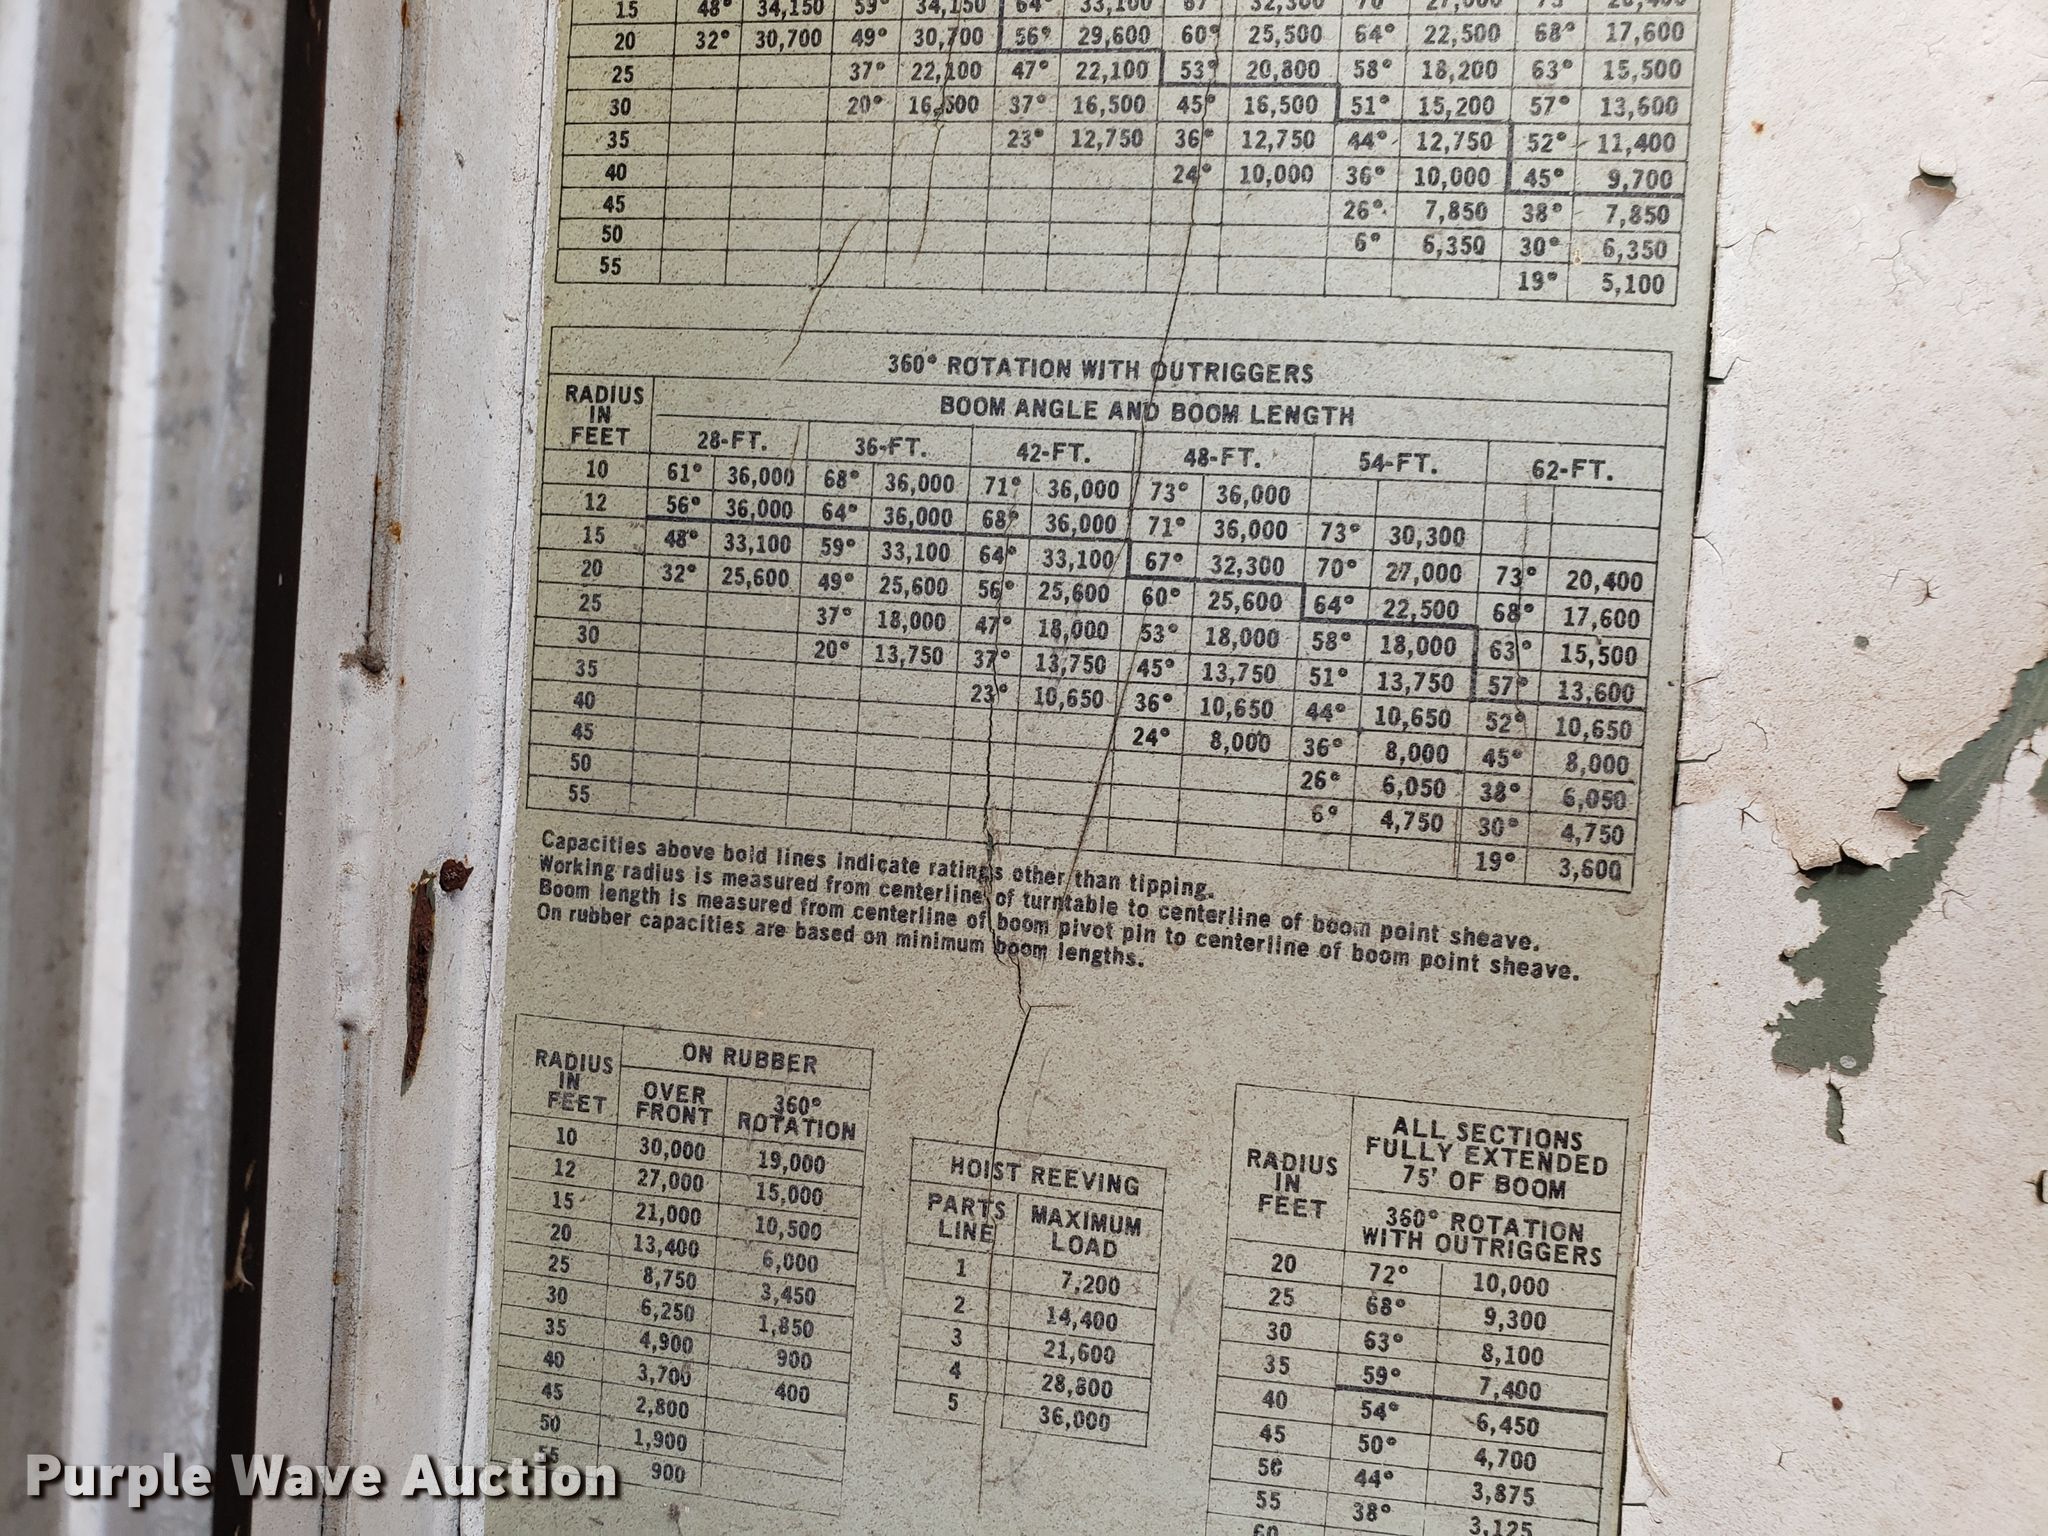 15 48° 34,150 59° 34,150 64° 33,100 67° 32,300 70° 27,000 73° 20,400
20 32° 30,700 49° 30,700 56° 29,600 60° 25,500 64° 22,500 68° 17,600
25 37° 22,100 47° 22,100 53° 20,800 58° 18,200 63° 15,500
30 20° 16,500 37° 16,500 45° 16,500 51° 15,200 57° 13,600
35 23° 12,750 36° 12,750 44° 12,750 52° 11,400
40 24° 10,000 36° 10,000 45° 9,700
45 26° 7,850 38° 7,850
50 6° 6,350 30° 6,350
55 19° 5,100
360° ROTATION WITH OUTRIGGERS
RADIUS
IN
FEET
BOOM ANGLE AND BOOM LENGTH
28-FT. 36-FT. 42-FT. 48-FT. 54-FT. 62-FT.
10 61° 36,000 68° 36,000 71° 36,000 73° 36,000
12 56° 36,000 64° 36,000 68° 36,000 71° 36,000 73° 30,300
15 48° 33,100 59° 33,100 64° 33,100 67° 32,300 70° 27,000 73° 20,400
20 32° 25,600 49° 25,600 56° 25,600 60° 25,600 64° 22,500 68° 17,600
25 37° 18,000 47° 18,000 53° 18,000 58° 18,000 63° 15,500
30 20° 13,750 37° 13,750 45° 13,750 51° 13,750 57° 13,600
35 23° 10,650 36° 10,650 44° 10,650 52° 10,650
40 24° 8,000 36° 8,000 45° 8,000
45 26° 6,050 38° 6,050
50 6° 4,750 30° 4,750
55 19° 3,600
Capacities above bold lines indicate ratings other than tipping.
Working radius is measured from centerline of turntable to centerline of boom point sheave.
Boom length is measured from centerline of boom pivot pin to centerline of boom point sheave.
On rubber capacities are based on minimum boom lengths.
RADIUS
IN
FEET
ON RUBBER
OVER
FRONT
360°
ROTATION
10 30,000 19,000
12 27,000 15,000
15 21,000 10,500
20 13,400 6,000
25 8,750 3,450
30 6,250 1,850
35 4,900 900
40 3,700 400
45 2,800
50 1,900
55 900
HOIST REEVING
PARTS
LINE
MAXIMUM
LOAD
1 7,200
2 14,400
3 21,600
4 28,800
5 36,000
RADIUS
IN
FEET
ALL SECTIONS
FULLY EXTENDED
75' OF BOOM
360° ROTATION
WITH OUTRIGGERS
20 72° 10,000
25 68° 9,300
30 63° 8,100
35 59° 7,400
40 54° 6,450
45 50° 4,700
50 44° 3,875
55 38° 3,125
60
Purple Wave Auction